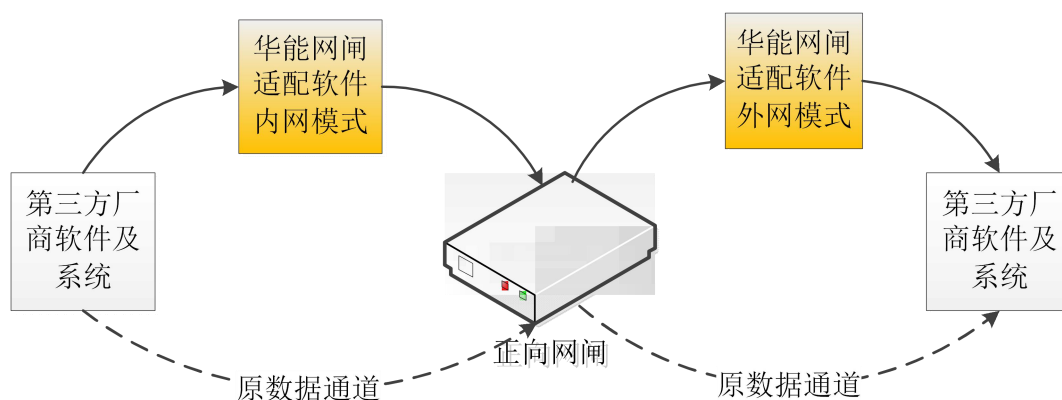 华能网闸
适配软件
内网模式
华能网闸
适配软件
外网模式
第三方厂
商软件及
系统
第三方厂
商软件及
系统
正向网闸
原数据通道
原数据通道